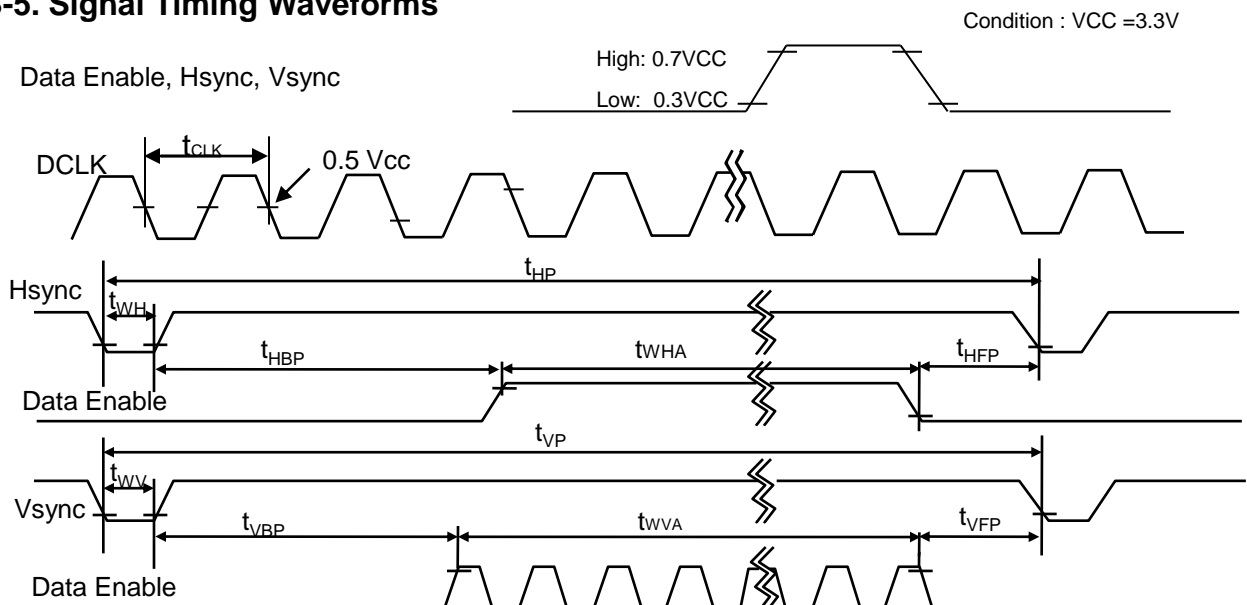 -5. Signal Timing Waveforms
Condition : VCC =3.3V
High: 0.7VCC
Data Enable, Hsync, Vsync
Low: 0.3VCC
tCLK
0.5 Vcc
DCLK
tHP
Hsync
tWH
tHBP
tWHA
tHFP
Data Enable
tVP
tWV
Vsync
tVBP
tWVA
tVFP
Data Enable